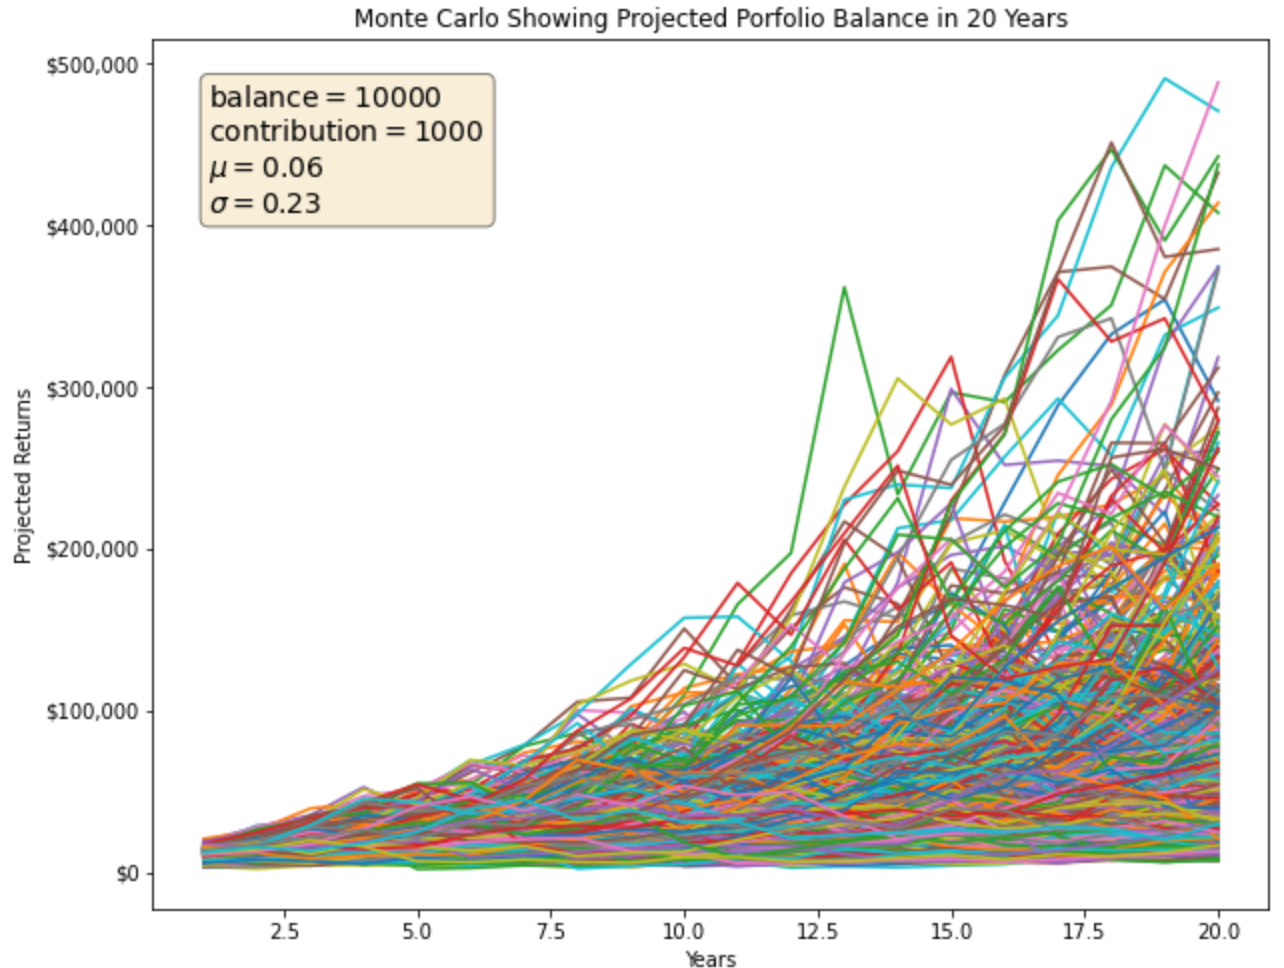 Monte Carlo Showing Projected Porfolio Balance in 20 Years
$500,000
balance = 10000
contribution = 1000
μ = 0.06
σ = 0.23
$400,000
$300,000
Projected Returns
$200,000
$100,000
$0
2.5 5.0 7.5 10.0 12.5 15.0 17.5 20.0
Years